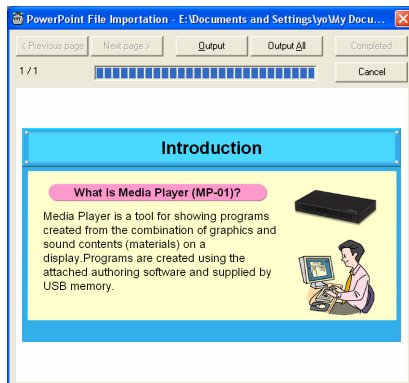 PowerPoint File Importation - E:\Documents and Settings\yo\My Docu...
< Previous page Next page > Output Output All Completed
1 / 1 Cancel
Introduction
What is Media Player (MP-01)?
Media Player is a tool for showing programs
created from the combination of graphics and
sound contents (materials) on a
display.Programs are created using the
attached authoring software and supplied by
USB memory.